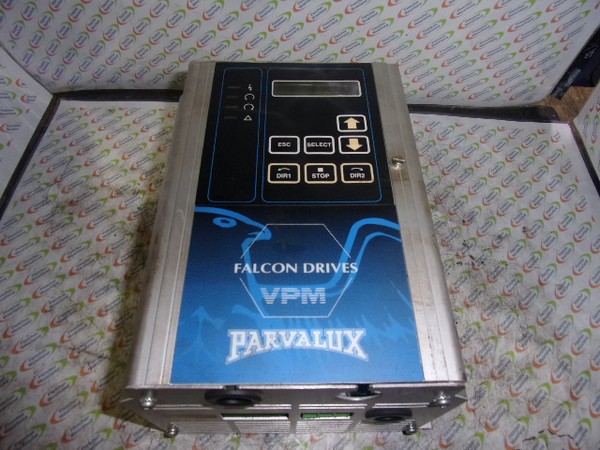 ESC SELECT
DIR1 STOP DIR2
FALCON DRIVES
VPM
PARVALUX